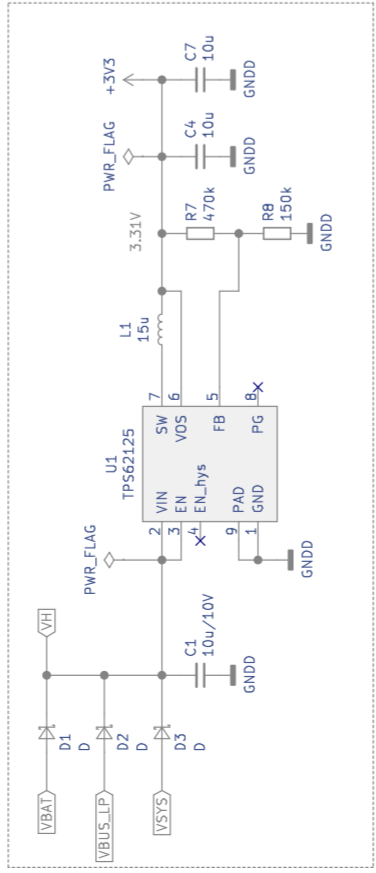 VBAT
D1
D
VBUS_LP
D2
D
VSYS
D3
D
VH
C1
10u/10V
GNDD
PWR_FLAG
U1
TPS62125
2
VIN
3
EN
4
EN_hys
9
PAD
1
GND
GNDD
SW
7
VOS
6
FB
5
PG
8
L1
15u
3.31V
R7
470k
R8
150k
GNDD
PWR_FLAG
C4
10u
GNDD
+3V3
C7
10u
GNDD